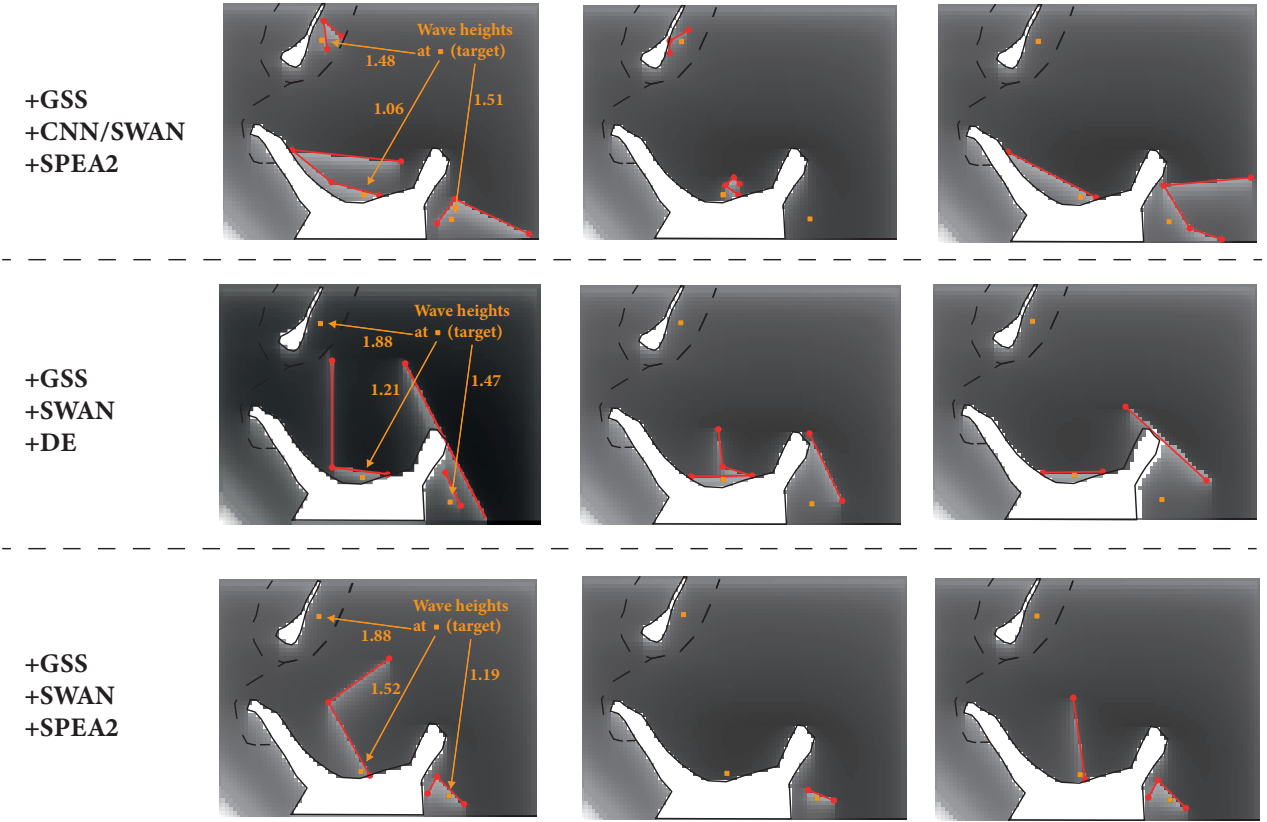 +GSS
+CNN/SWAN
+SPEA2
Wave heights
at (target)
1.48
1.06
1.51
+GSS
+SWAN
+DE
Wave heights
at (target)
1.88
1.21
1.47
+GSS
+SWAN
+SPEA2
Wave heights
at (target)
1.88
1.52
1.19